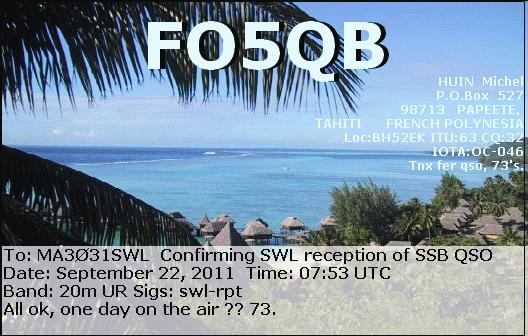 FO5QB
HUIN Michel
P.O.Box 527
98713 PAPEETE,
TAHITI FRENCH POLYNESIA
Loc:BH52EK ITU:63 CQ:32
IOTA:OC-046
Tnx fer qso, 73's.
To: MA3Ø31SWL Confirming SWL reception of SSB QSO
Date: September 22, 2011 Time: 07:53 UTC
Band: 20m UR Sigs: swl-rpt
All ok, one day on the air ?? 73.